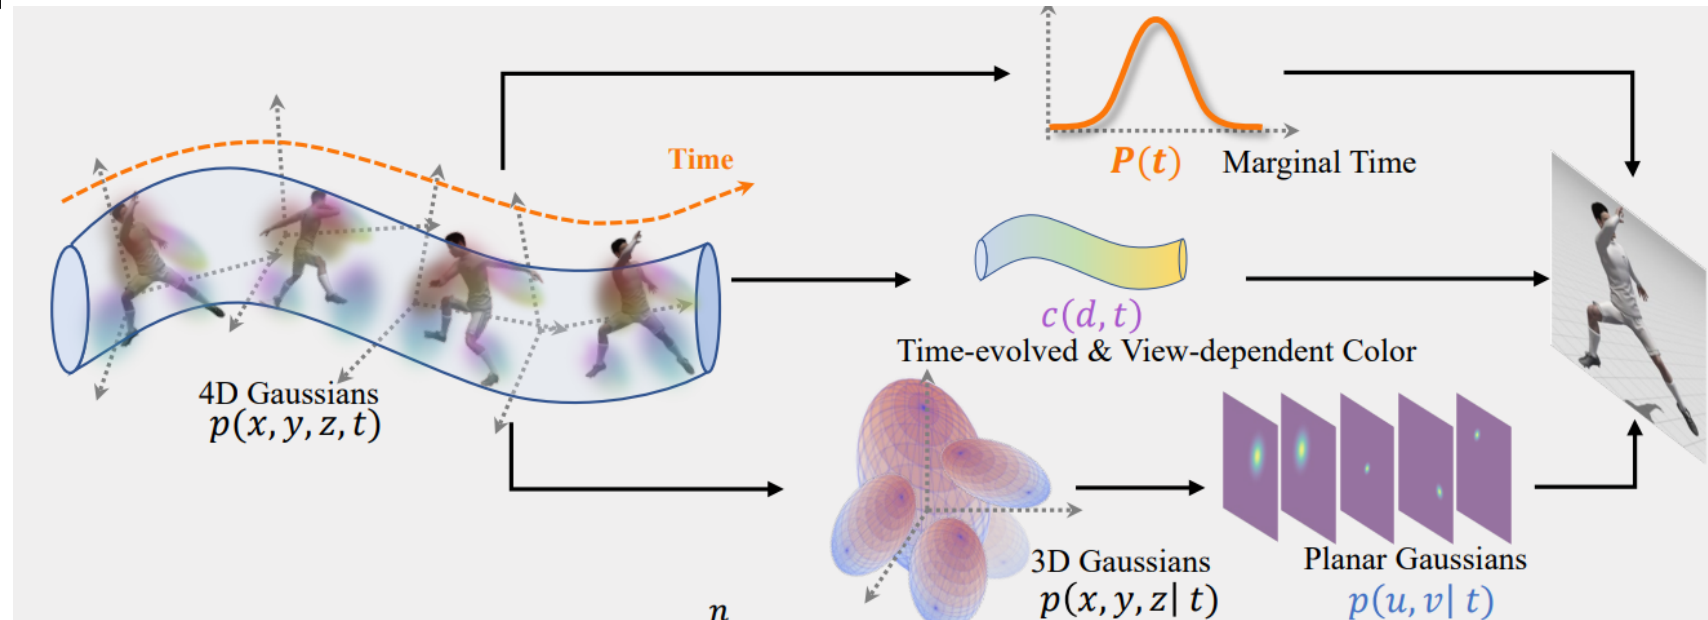 Time
P(t)
Marginal Time
c(d, t)
Time-evolved & View-dependent Color
4D Gaussians
p(x, y, z, t)
3D Gaussians
p(x, y, z| t)
Planar Gaussians
p(u, v| t)
n